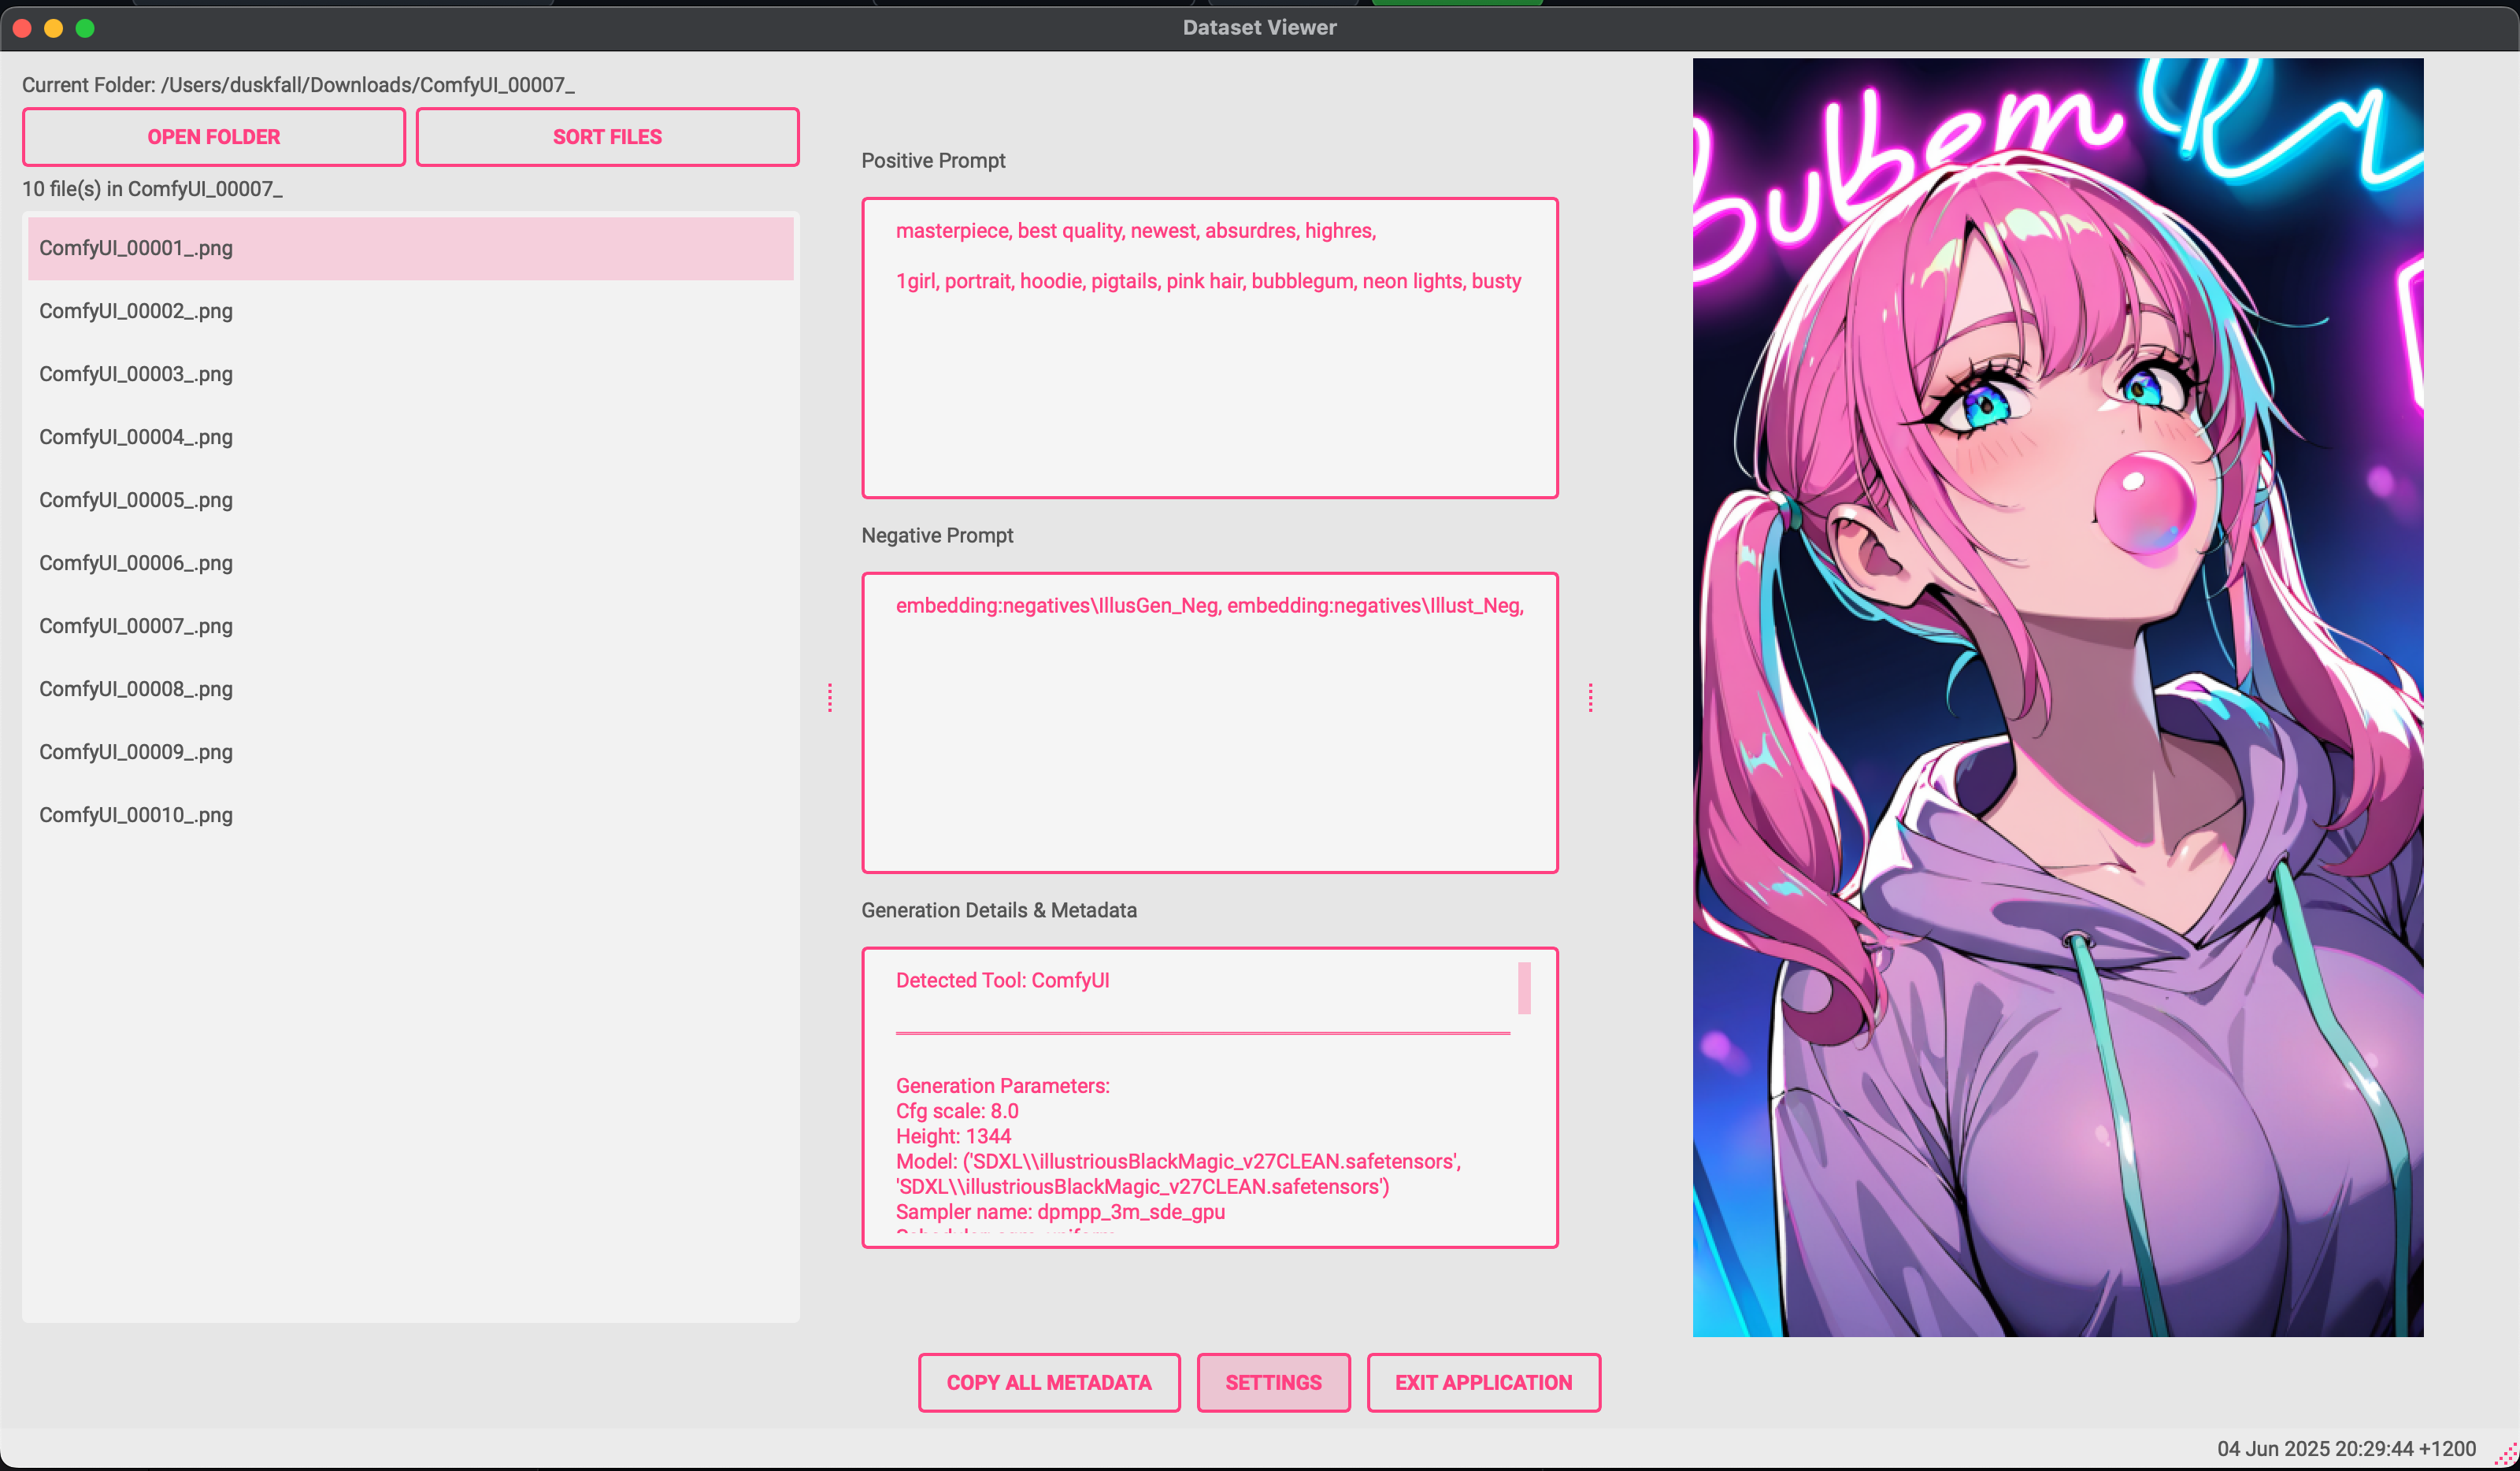 Dataset Viewer
Current Folder: /Users/duskfall/Downloads/ComfyUI_00007_
OPEN FOLDER
SORT FILES
10 file(s) in ComfyUI_00007_
ComfyUI_00001_.png
ComfyUI_00002_.png
ComfyUI_00003_.png
ComfyUI_00004_.png
ComfyUI_00005_.png
ComfyUI_00006_.png
ComfyUI_00007_.png
ComfyUI_00008_.png
ComfyUI_00009_.png
ComfyUI_00010_.png
Positive Prompt
masterpiece, best quality, newest, absurdres, highres,
1girl, portrait, hoodie, pigtails, pink hair, bubblegum, neon lights, busty
Negative Prompt
embedding:negatives\IllusGen_Neg, embedding:negatives\Illust_Neg,
Generation Details & Metadata
Detected Tool: ComfyUI
Generation Parameters:
Cfg scale: 8.0
Height: 1344
Model: ('SDXL\\illustriousBlackMagic_v27CLEAN.safetensors',
'SDXL\\illustriousBlackMagic_v27CLEAN.safetensors')
Sampler name: dpmpp_3m_sde_gpu
COPY ALL METADATA
SETTINGS
EXIT APPLICATION
04 Jun 2025 20:29:44 +1200